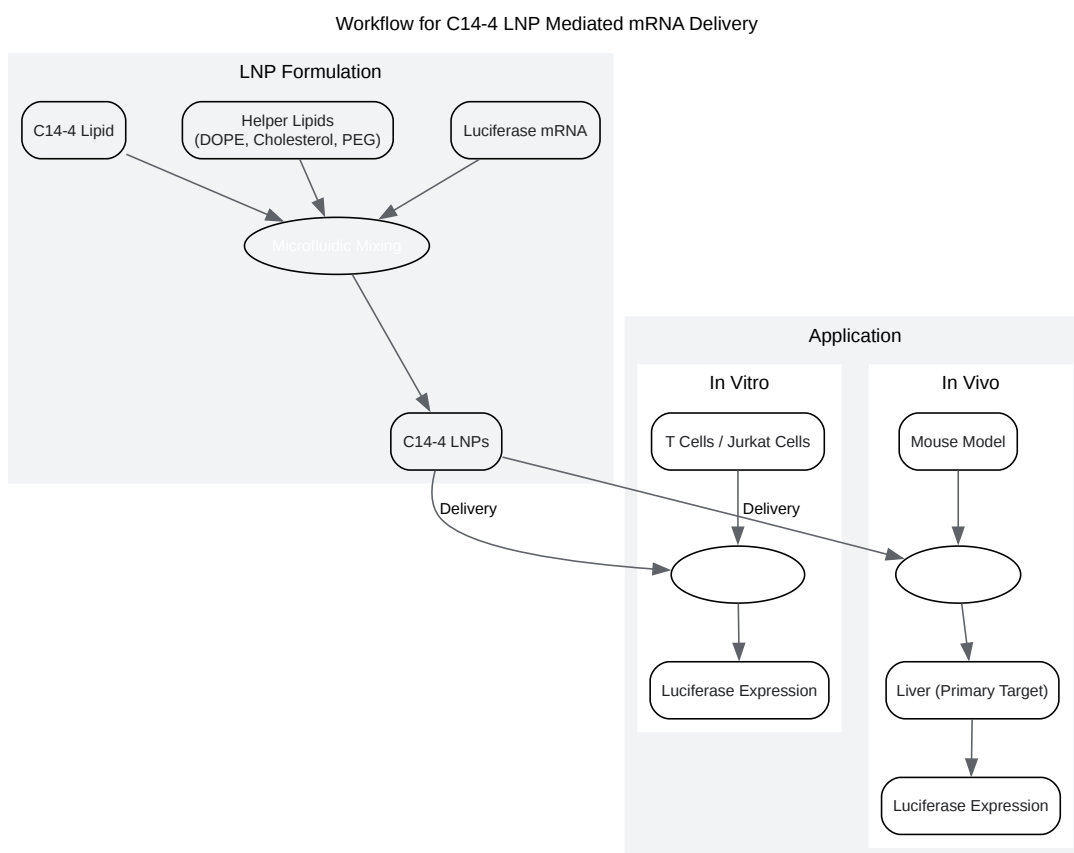 Workflow for C14-4 LNP Mediated mRNA Delivery
LNP Formulation
C14-4 Lipid
Helper Lipids
(DOPE, Cholesterol, PEG)
Luciferase mRNA
Microfluidic Mixing
C14-4 LNPs
Application
In Vitro
In Vivo
T Cells / Jurkat Cells
Mouse Model
Delivery
Delivery
Luciferase Expression
Liver (Primary Target)
Luciferase Expression